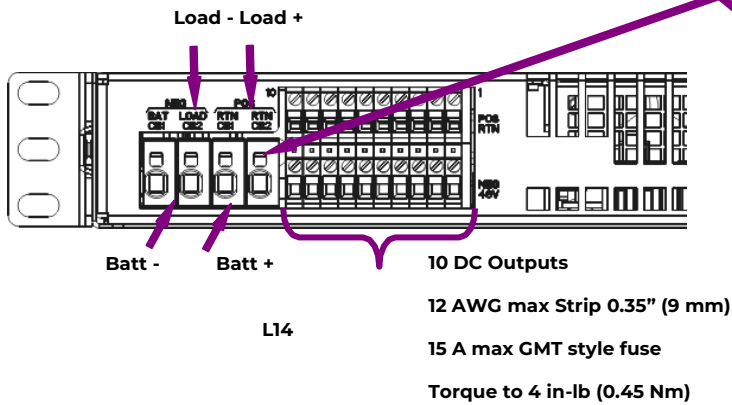 Load - Load +
NEG POS
BAT LOAD RTN RTN
CB1 CB2 CB1 CB2
10 1
POS
RTN
NEG
48V
Batt - Batt + 10 DC Outputs
12 AWG max Strip 0.35” (9 mm)
L14
15 A max GMT style fuse
Torque to 4 in-lb (0.45 Nm)